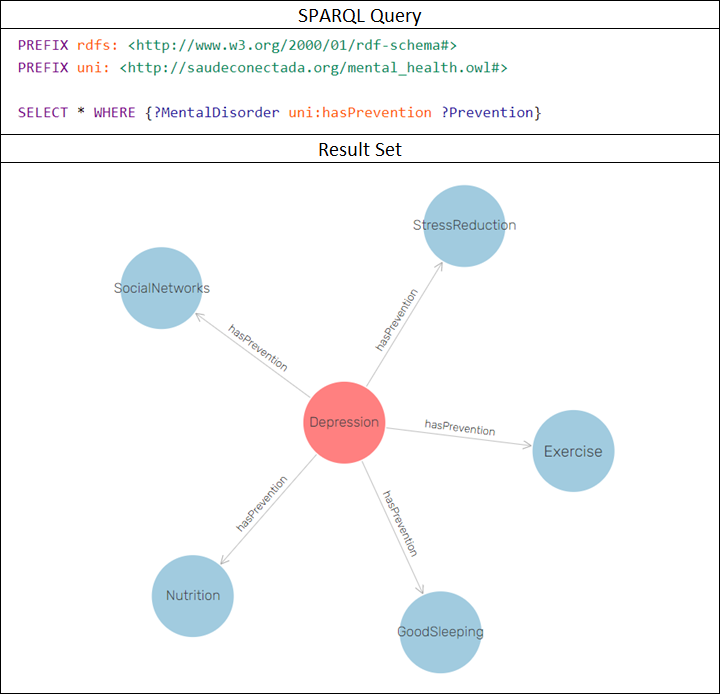 SPARQL Query
PREFIX rdfs: <http://www.w3.org/2000/01/rdf-schema#>
PREFIX uni: <http://saudeconectada.org/mental_health.owl#>
SELECT * WHERE {?MentalDisorder uni:hasPrevention ?Prevention}
Result Set
StressReduction
SocialNetworks
hasPrevention
hasPrevention
Depression
hasPrevention
Exercise
hasPrevention
hasPrevention
Nutrition
GoodSleeping